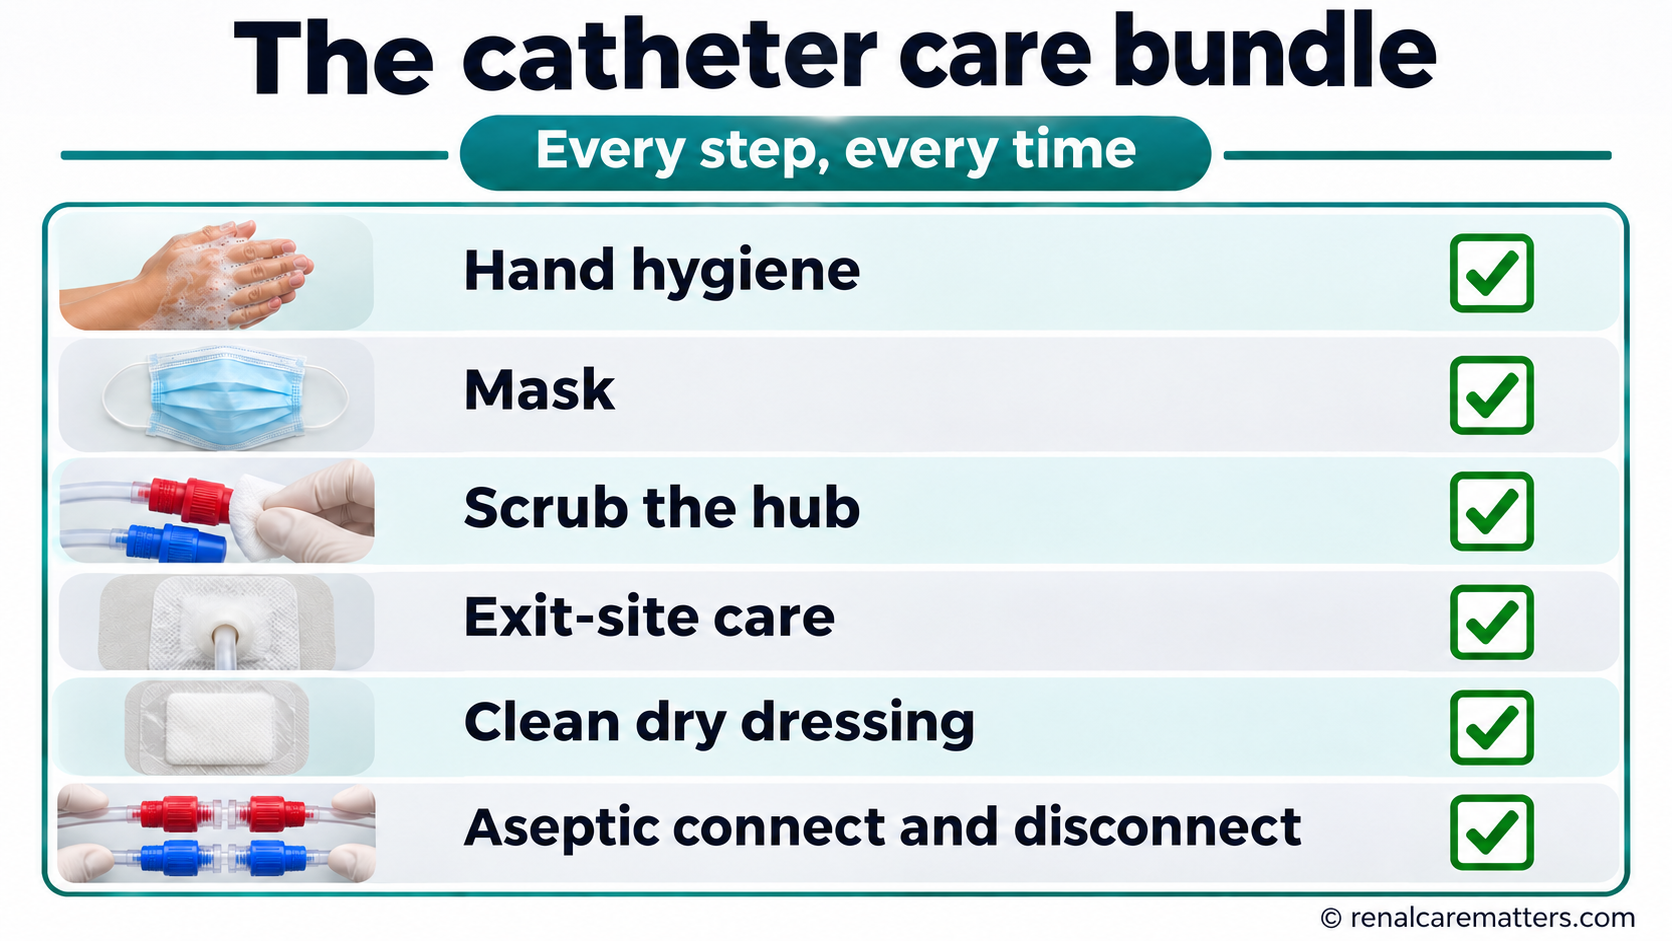 The catheter care bundle
Every step, every time
Hand hygiene
Mask
Scrub the hub
Exit-site care
Clean dry dressing
Aseptic connect and disconnect
© renalcarematters.com